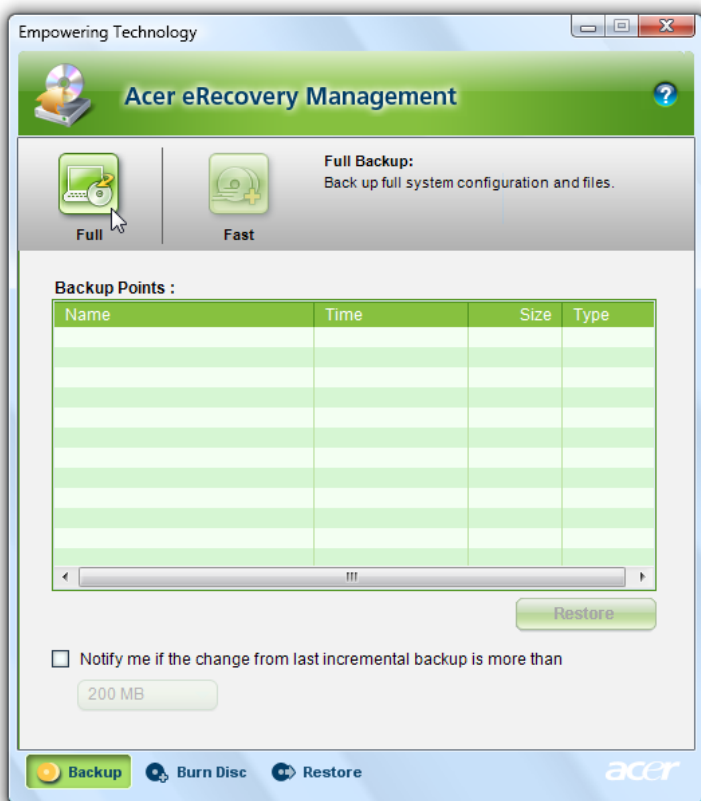 Empowering Technology
Acer eRecovery Management
Full Backup:
Back up full system configuration and files.
Full
Fast
Backup Points :
Name Time Size Type
Restore
Notify me if the change from last incremental backup is more than
200 MB
Backup Burn Disc Restore
acer